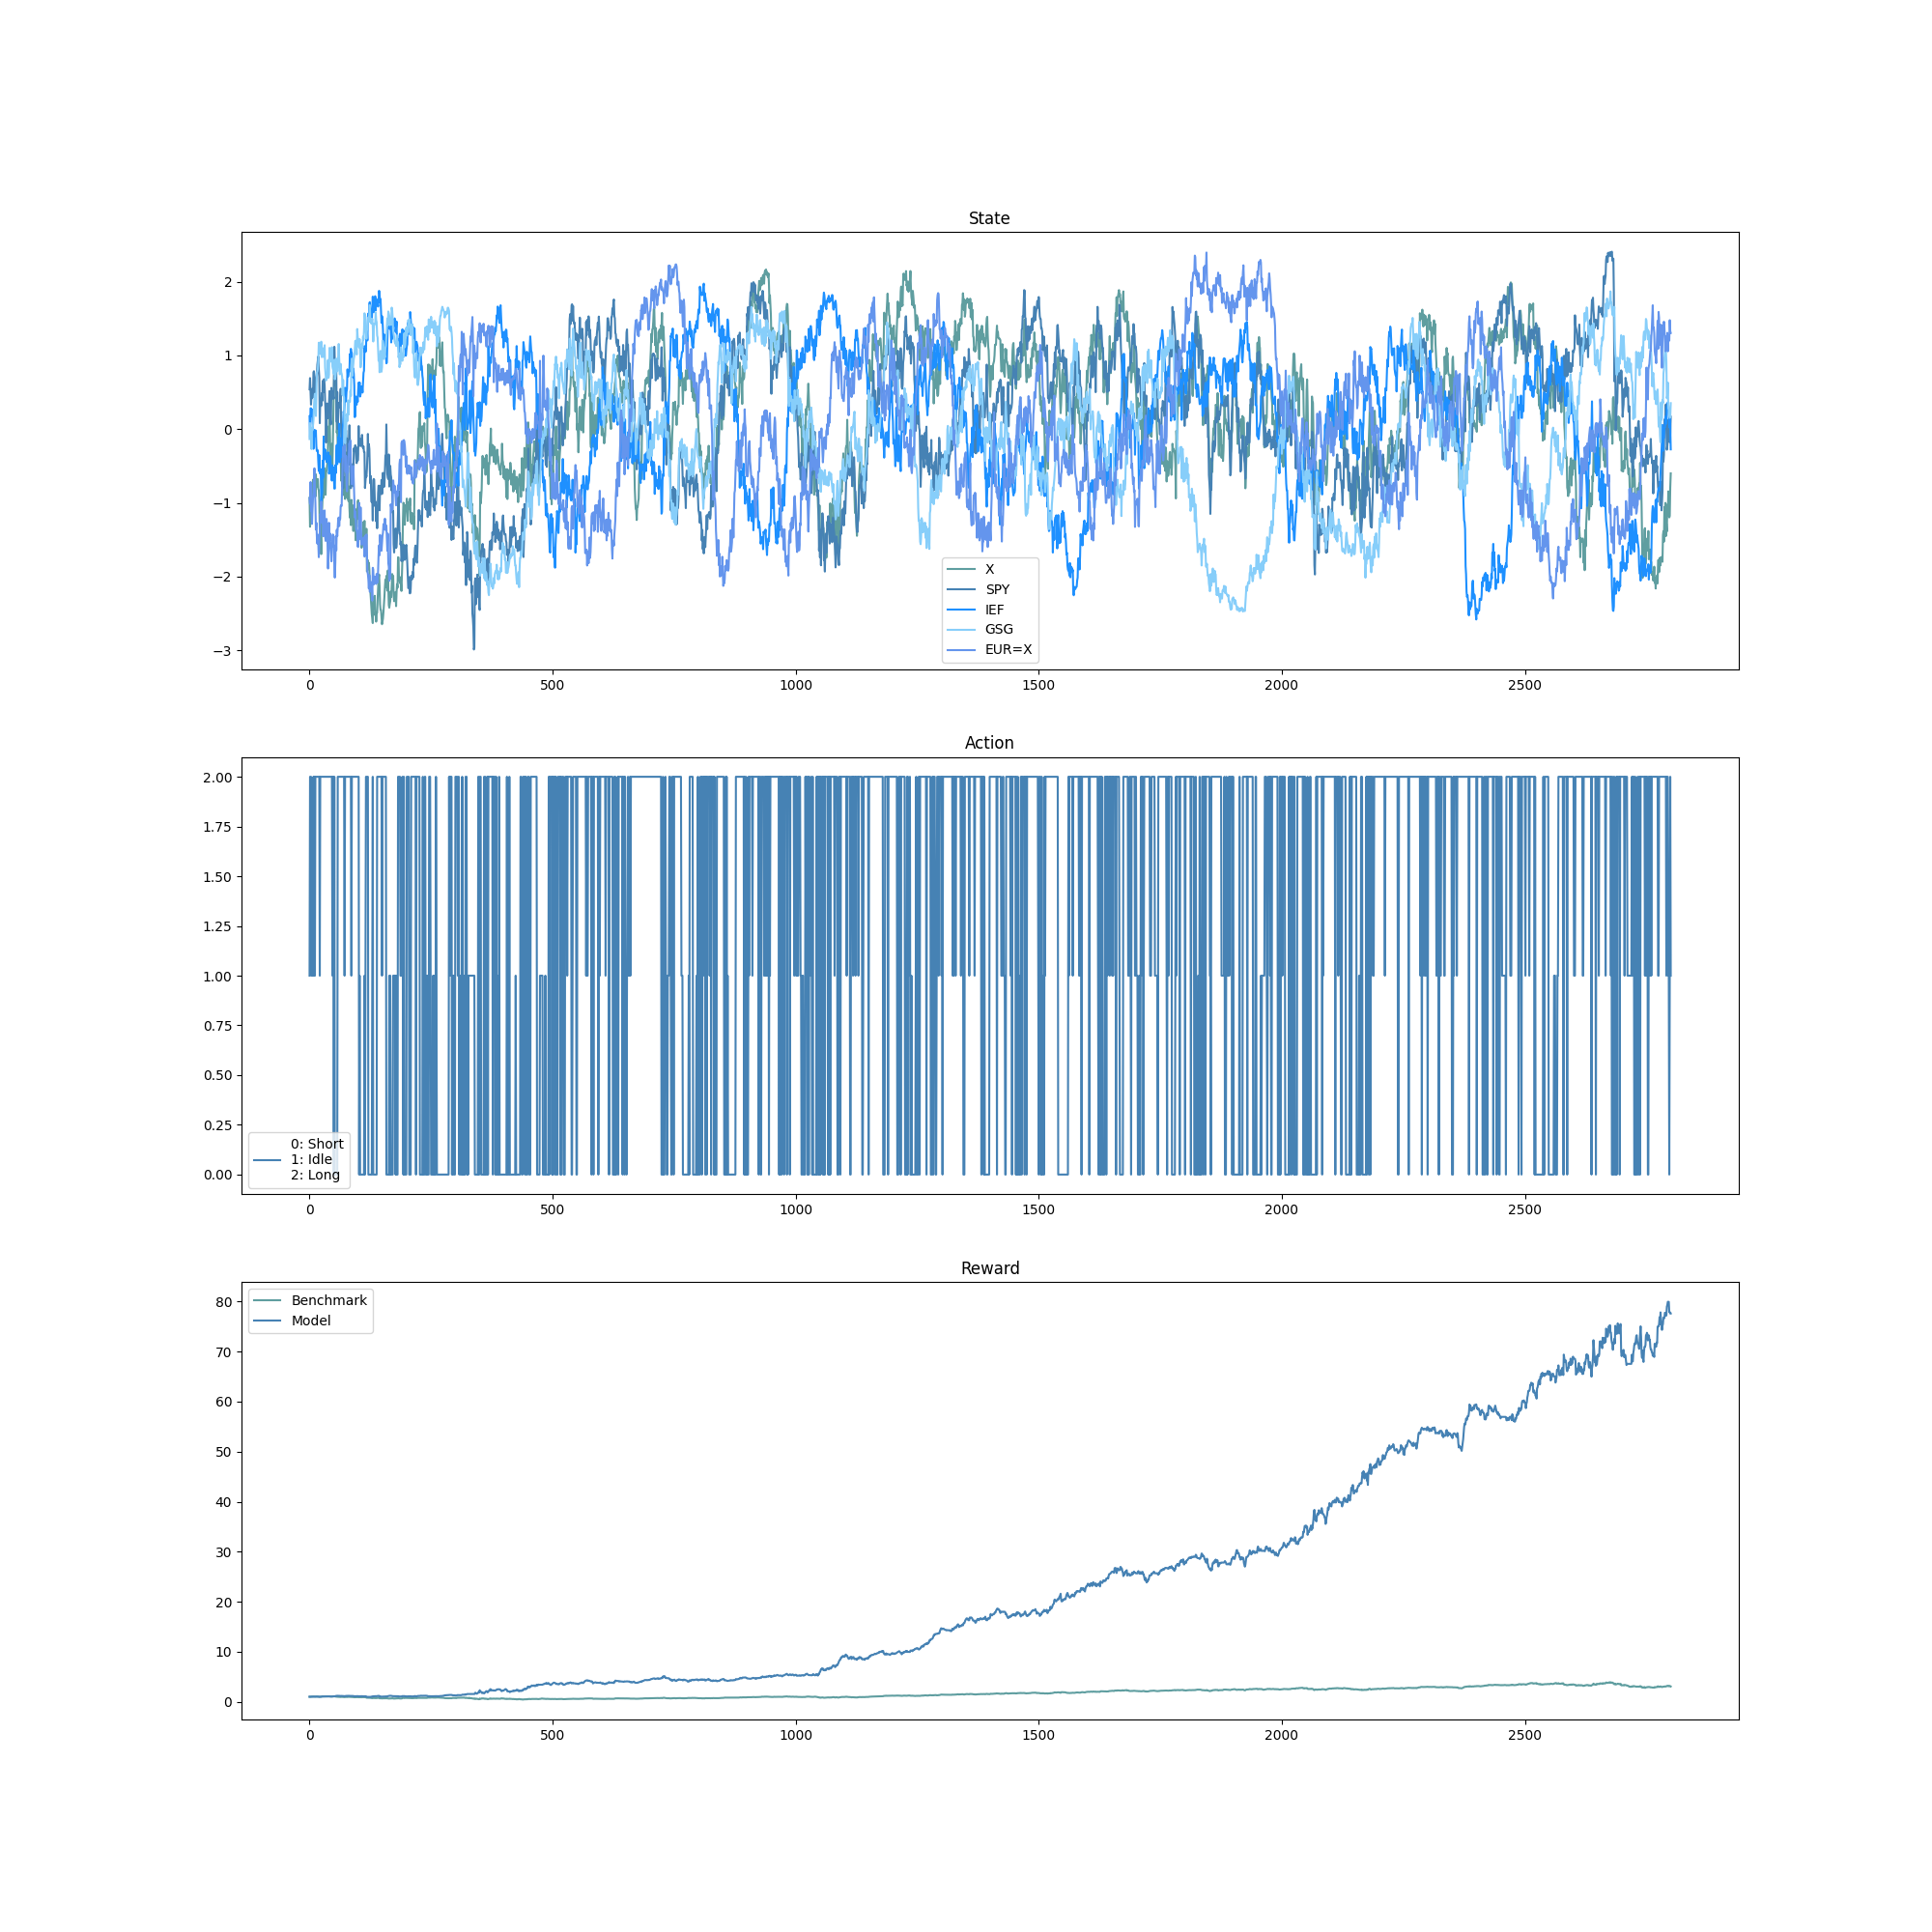 State
2
1
0
−1
−2
−3
X
SPY
IEF
GSG
EUR=X
0 500 1000 1500 2000 2500
Action
2.00
1.75
1.50
1.25
1.00
0.75
0.50
0.25
0.00
0: Short
1: Idle
2: Long
0 500 1000 1500 2000 2500
Reward
80
70
60
50
40
30
20
10
0
Benchmark
Model
0 500 1000 1500 2000 2500